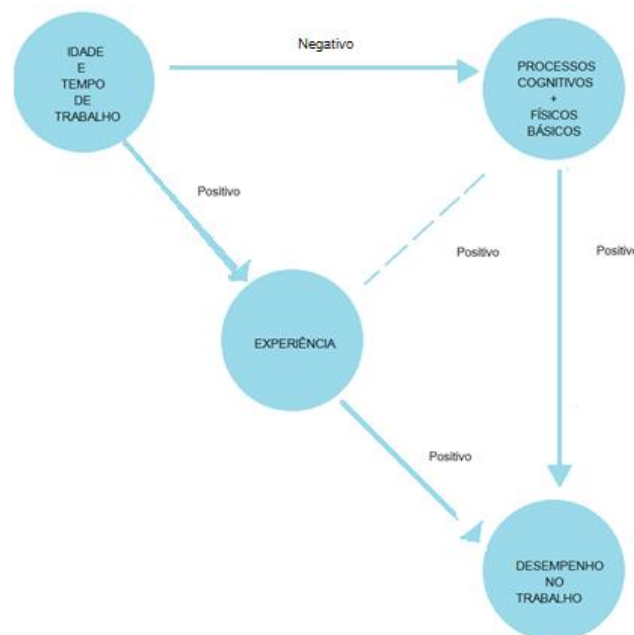 IDADE
E
TEMPO
DE
TRABALHO
Negativo
PROCESSOS
COGNITIVOS
+
FÍSICOS
BÁSICOS
Positivo
Positivo
Positivo
EXPERIÊNCIA
Positivo
DESEMPENHO
NO
TRABALHO